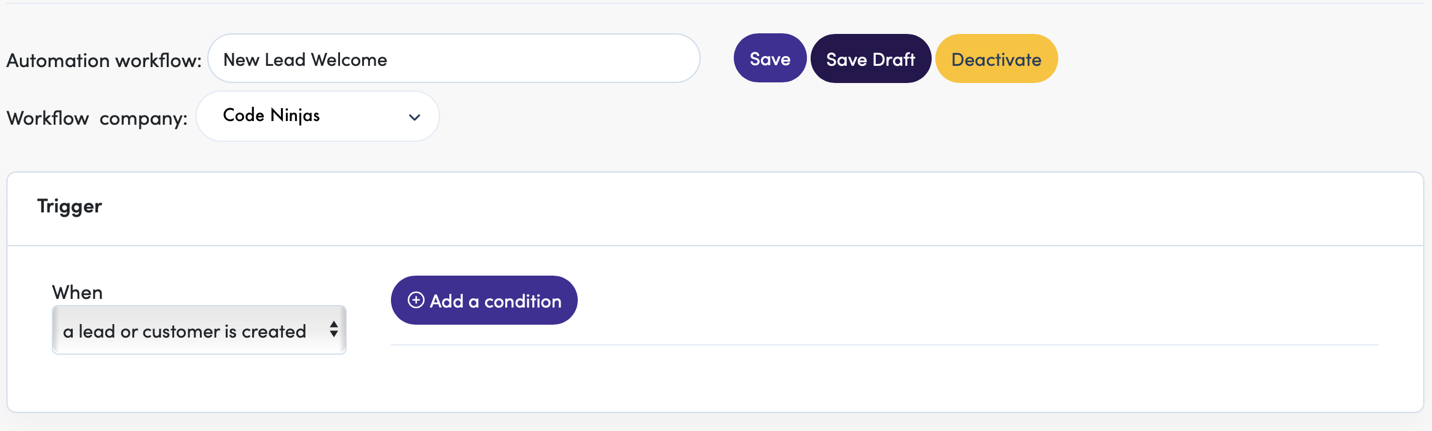 Automation workflow: New Lead Welcome Save Save Draft Deactivate
Workflow company: Code Ninjas
Trigger
When
Add a condition
a lead or customer is created